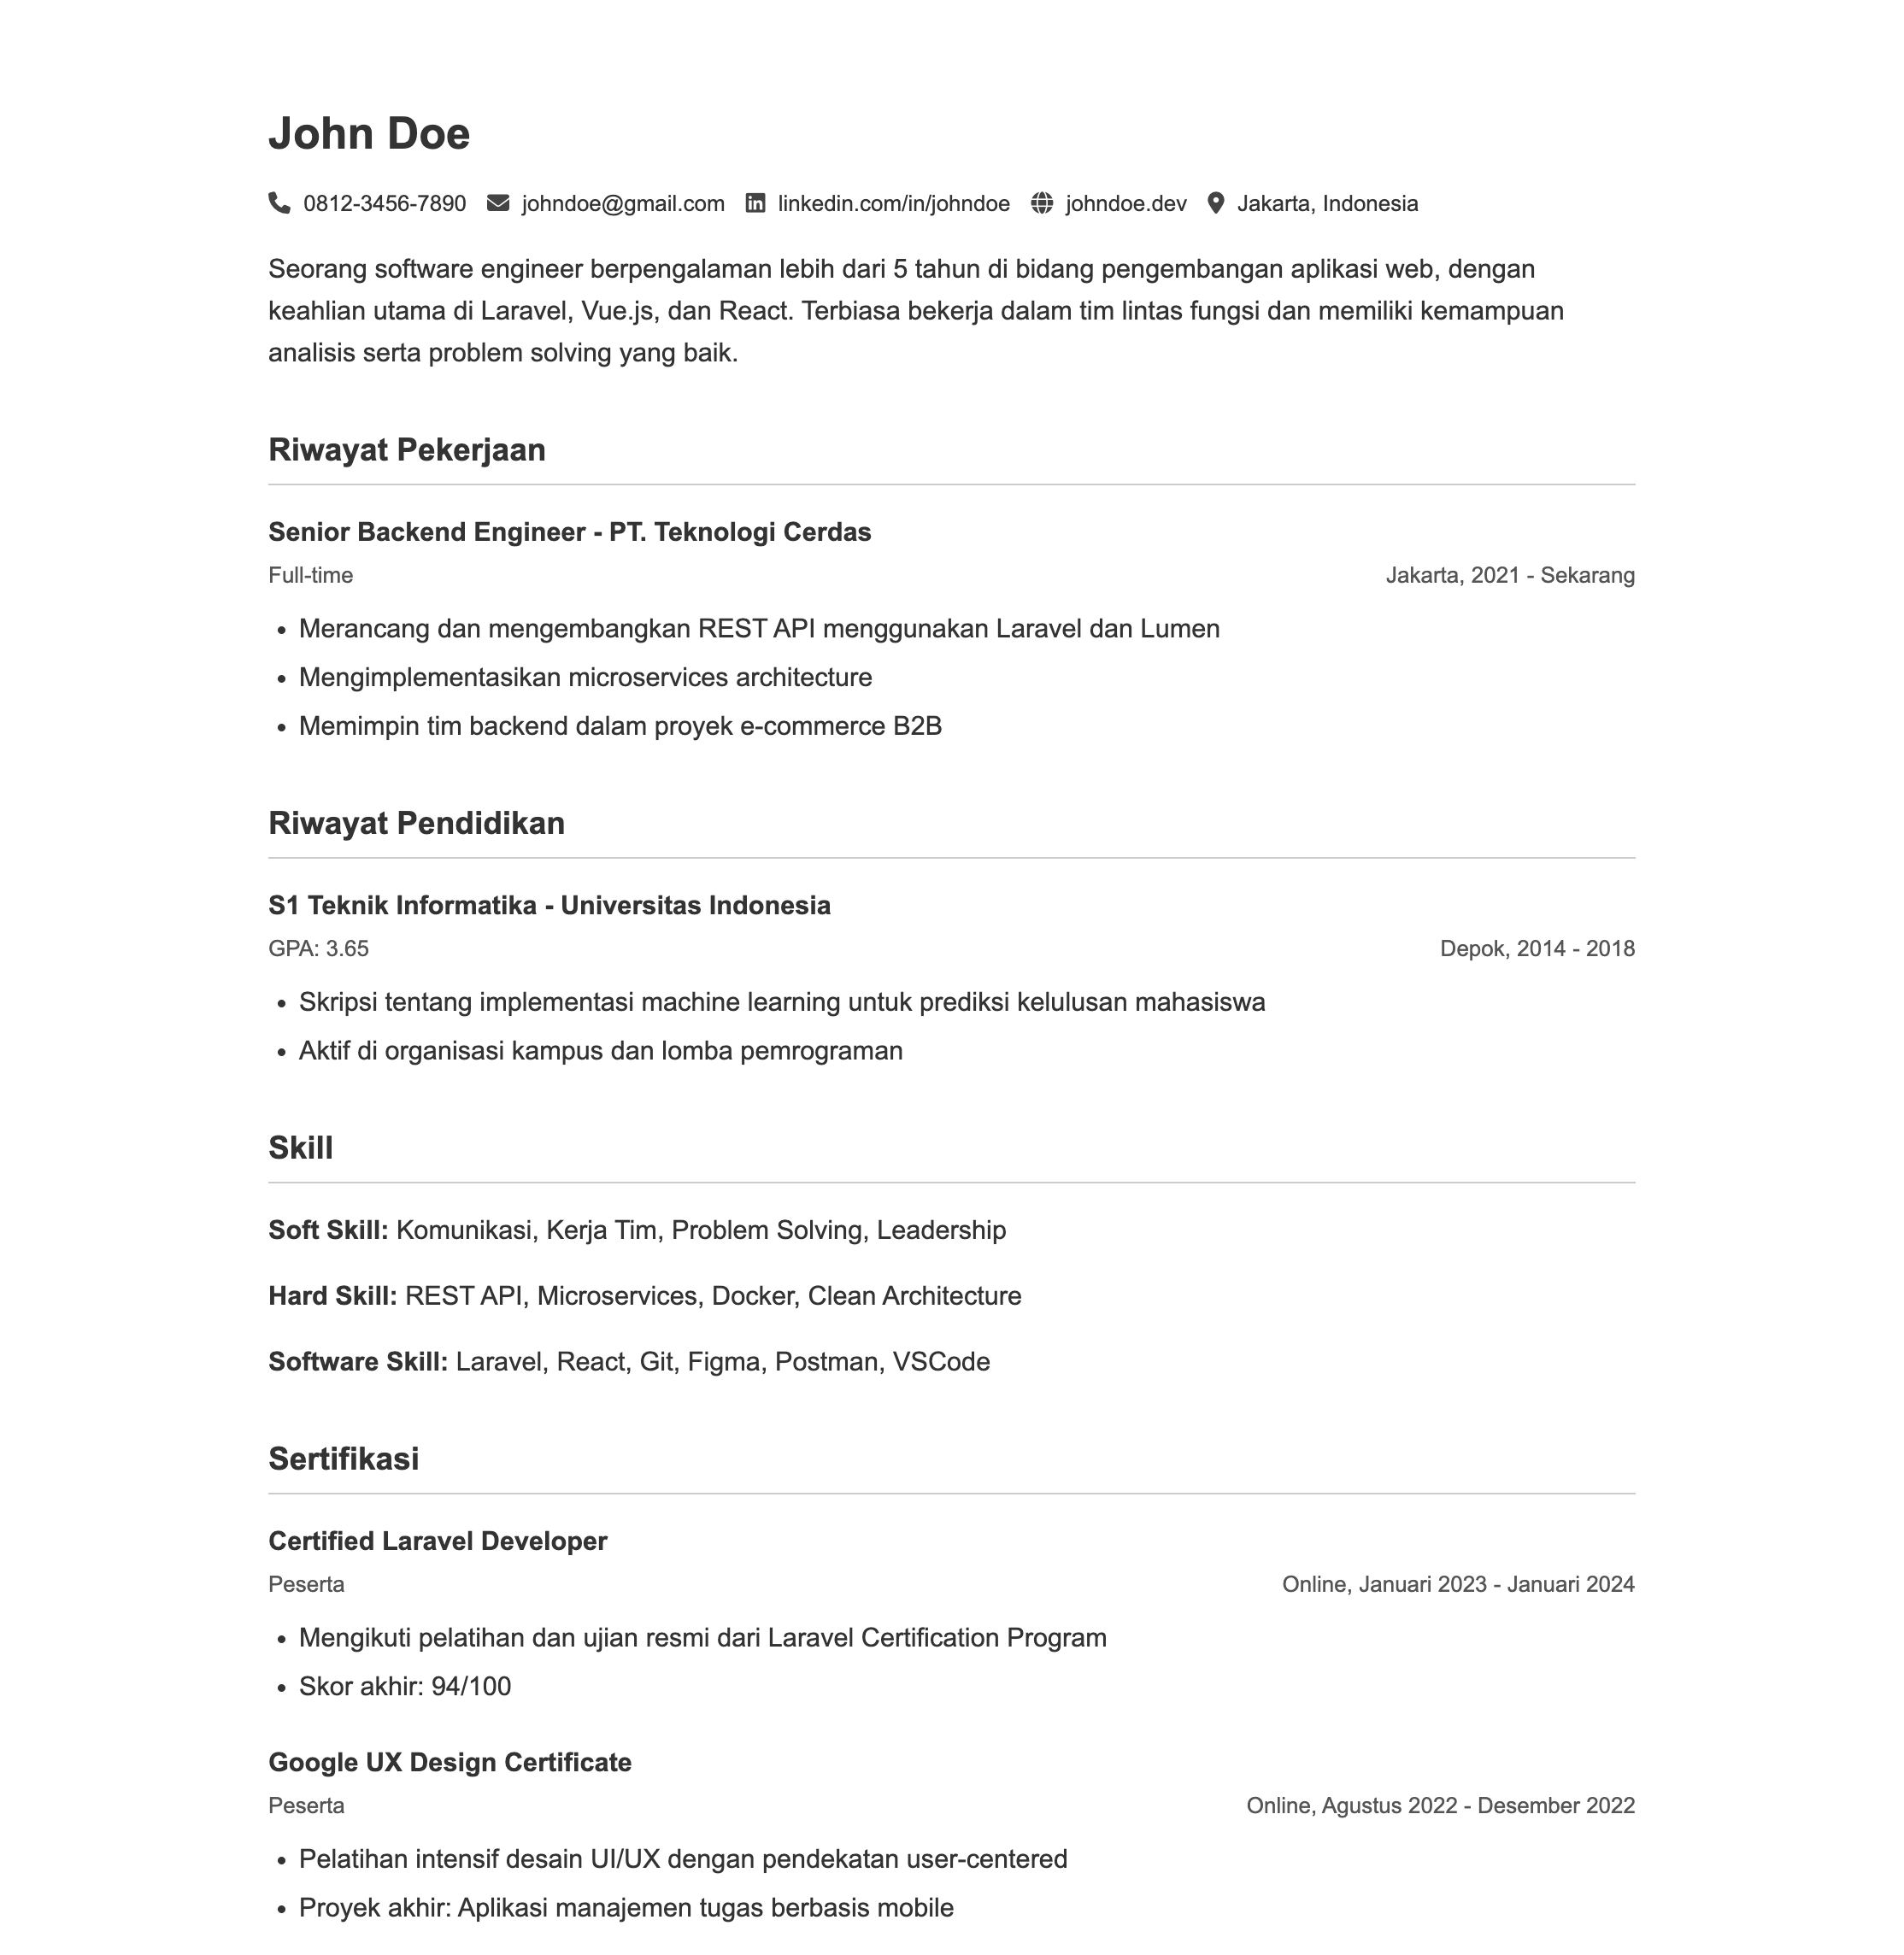 John Doe
0812-3456-7890 johndoe@gmail.com linkedin.com/in/johndoe johndoe.dev Jakarta, Indonesia
Seorang software engineer berpengalaman lebih dari 5 tahun di bidang pengembangan aplikasi web, dengan
keahlian utama di Laravel, Vue.js, dan React. Terbiasa bekerja dalam tim lintas fungsi dan memiliki kemampuan
analisis serta problem solving yang baik.
Riwayat Pekerjaan
Senior Backend Engineer - PT. Teknologi Cerdas
Full-time Jakarta, 2021 - Sekarang
• Merancang dan mengembangkan REST API menggunakan Laravel dan Lumen
• Mengimplementasikan microservices architecture
• Memimpin tim backend dalam proyek e-commerce B2B
Riwayat Pendidikan
S1 Teknik Informatika - Universitas Indonesia
GPA: 3.65 Depok, 2014 - 2018
• Skripsi tentang implementasi machine learning untuk prediksi kelulusan mahasiswa
• Aktif di organisasi kampus dan lomba pemrograman
Skill
Soft Skill: Komunikasi, Kerja Tim, Problem Solving, Leadership
Hard Skill: REST API, Microservices, Docker, Clean Architecture
Software Skill: Laravel, React, Git, Figma, Postman, VSCode
Sertifikasi
Certified Laravel Developer
Peserta Online, Januari 2023 - Januari 2024
• Mengikuti pelatihan dan ujian resmi dari Laravel Certification Program
• Skor akhir: 94/100
Google UX Design Certificate
Peserta Online, Agustus 2022 - Desember 2022
• Pelatihan intensif desain UI/UX dengan pendekatan user-centered
• Proyek akhir: Aplikasi manajemen tugas berbasis mobile